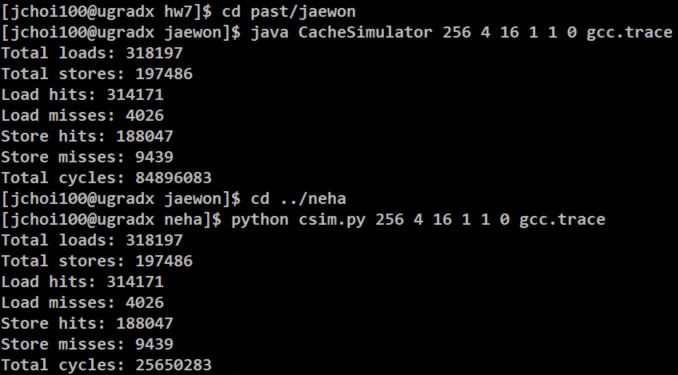 [jchoi100@ugradx hw7]$ cd past/jaewon
[jchoi100@ugradx jaewon]$ java CacheSimulator 256 4 16 1 1 0 gcc.trace
Total loads: 318197
Total stores: 197486
Load hits: 314171
Load misses: 4026
Store hits: 188047
Store misses: 9439
Total cycles: 84896083
[jchoi100@ugradx jaewon]$ cd ../neha
[jchoi100@ugradx neha]$ python csim.py 256 4 16 1 1 0 gcc.trace
Total loads: 318197
Total stores: 197486
Load hits: 314171
Load misses: 4026
Store hits: 188047
Store misses: 9439
Total cycles: 25650283